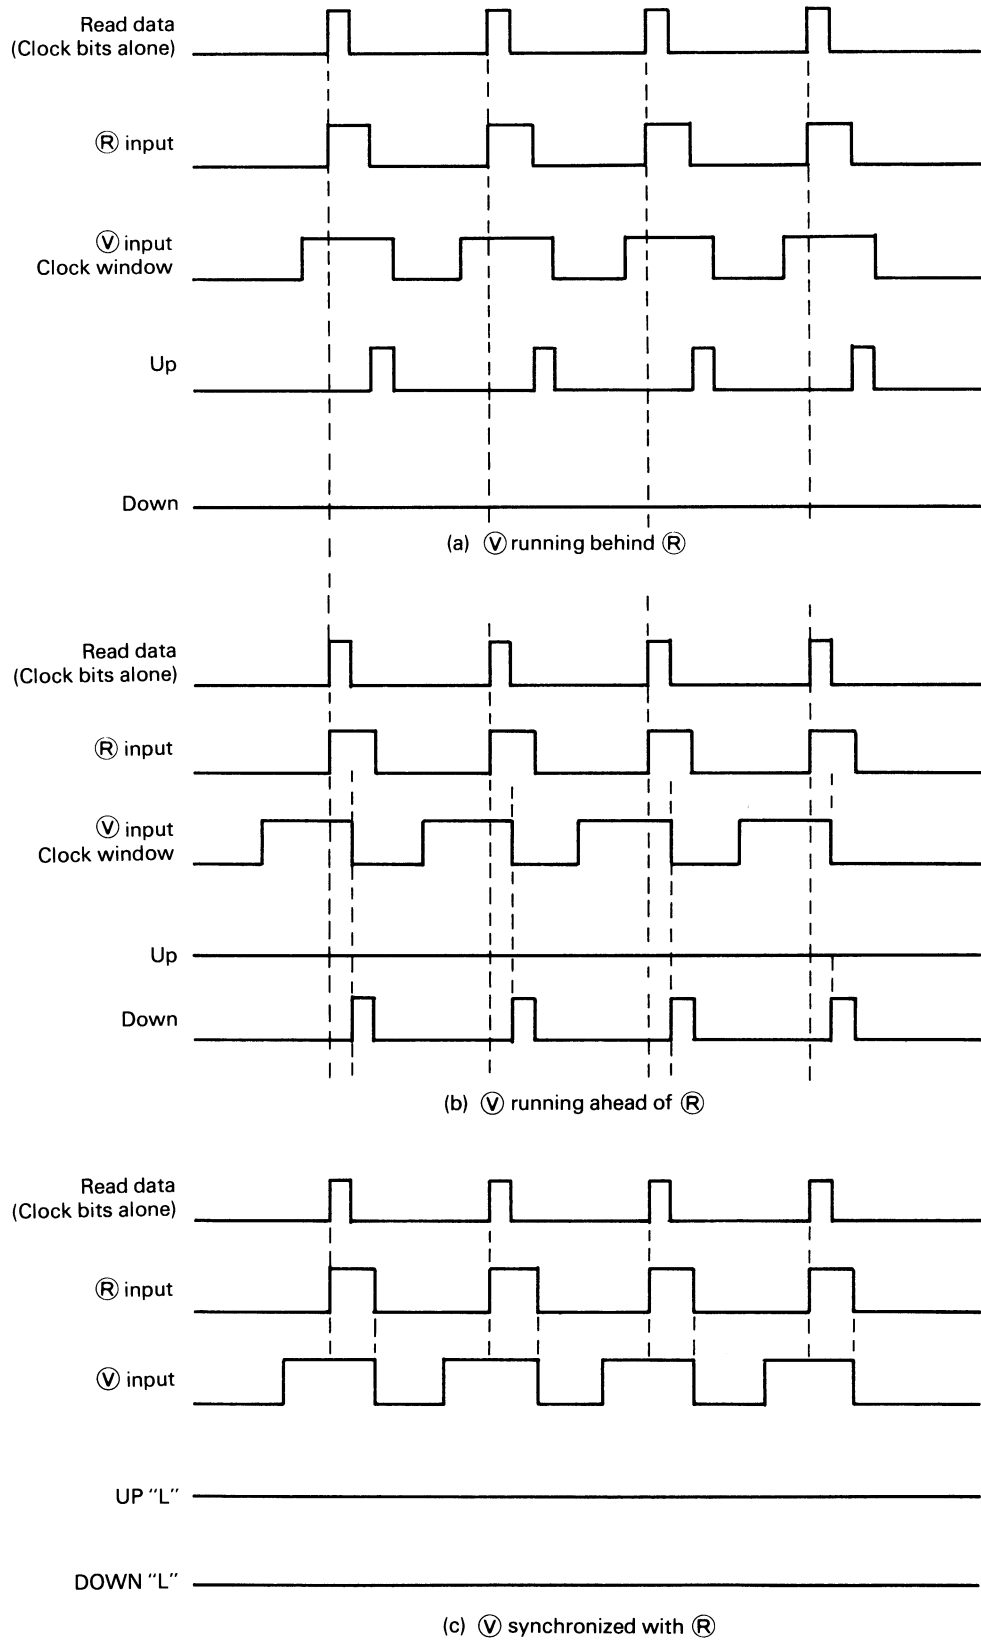 Read data
(Clock bits alone)
Ⓡ input
Ⓥ input
Clock window
Up
Down
(a) Ⓥ running behind Ⓡ
Read data
(Clock bits alone)
Ⓡ input
Ⓥ input
Clock window
Up
Down
(b) Ⓥ running ahead of Ⓡ
Read data
(Clock bits alone)
Ⓡ input
Ⓥ input
UP "L"
DOWN "L"
(c) Ⓥ synchronized with Ⓡ